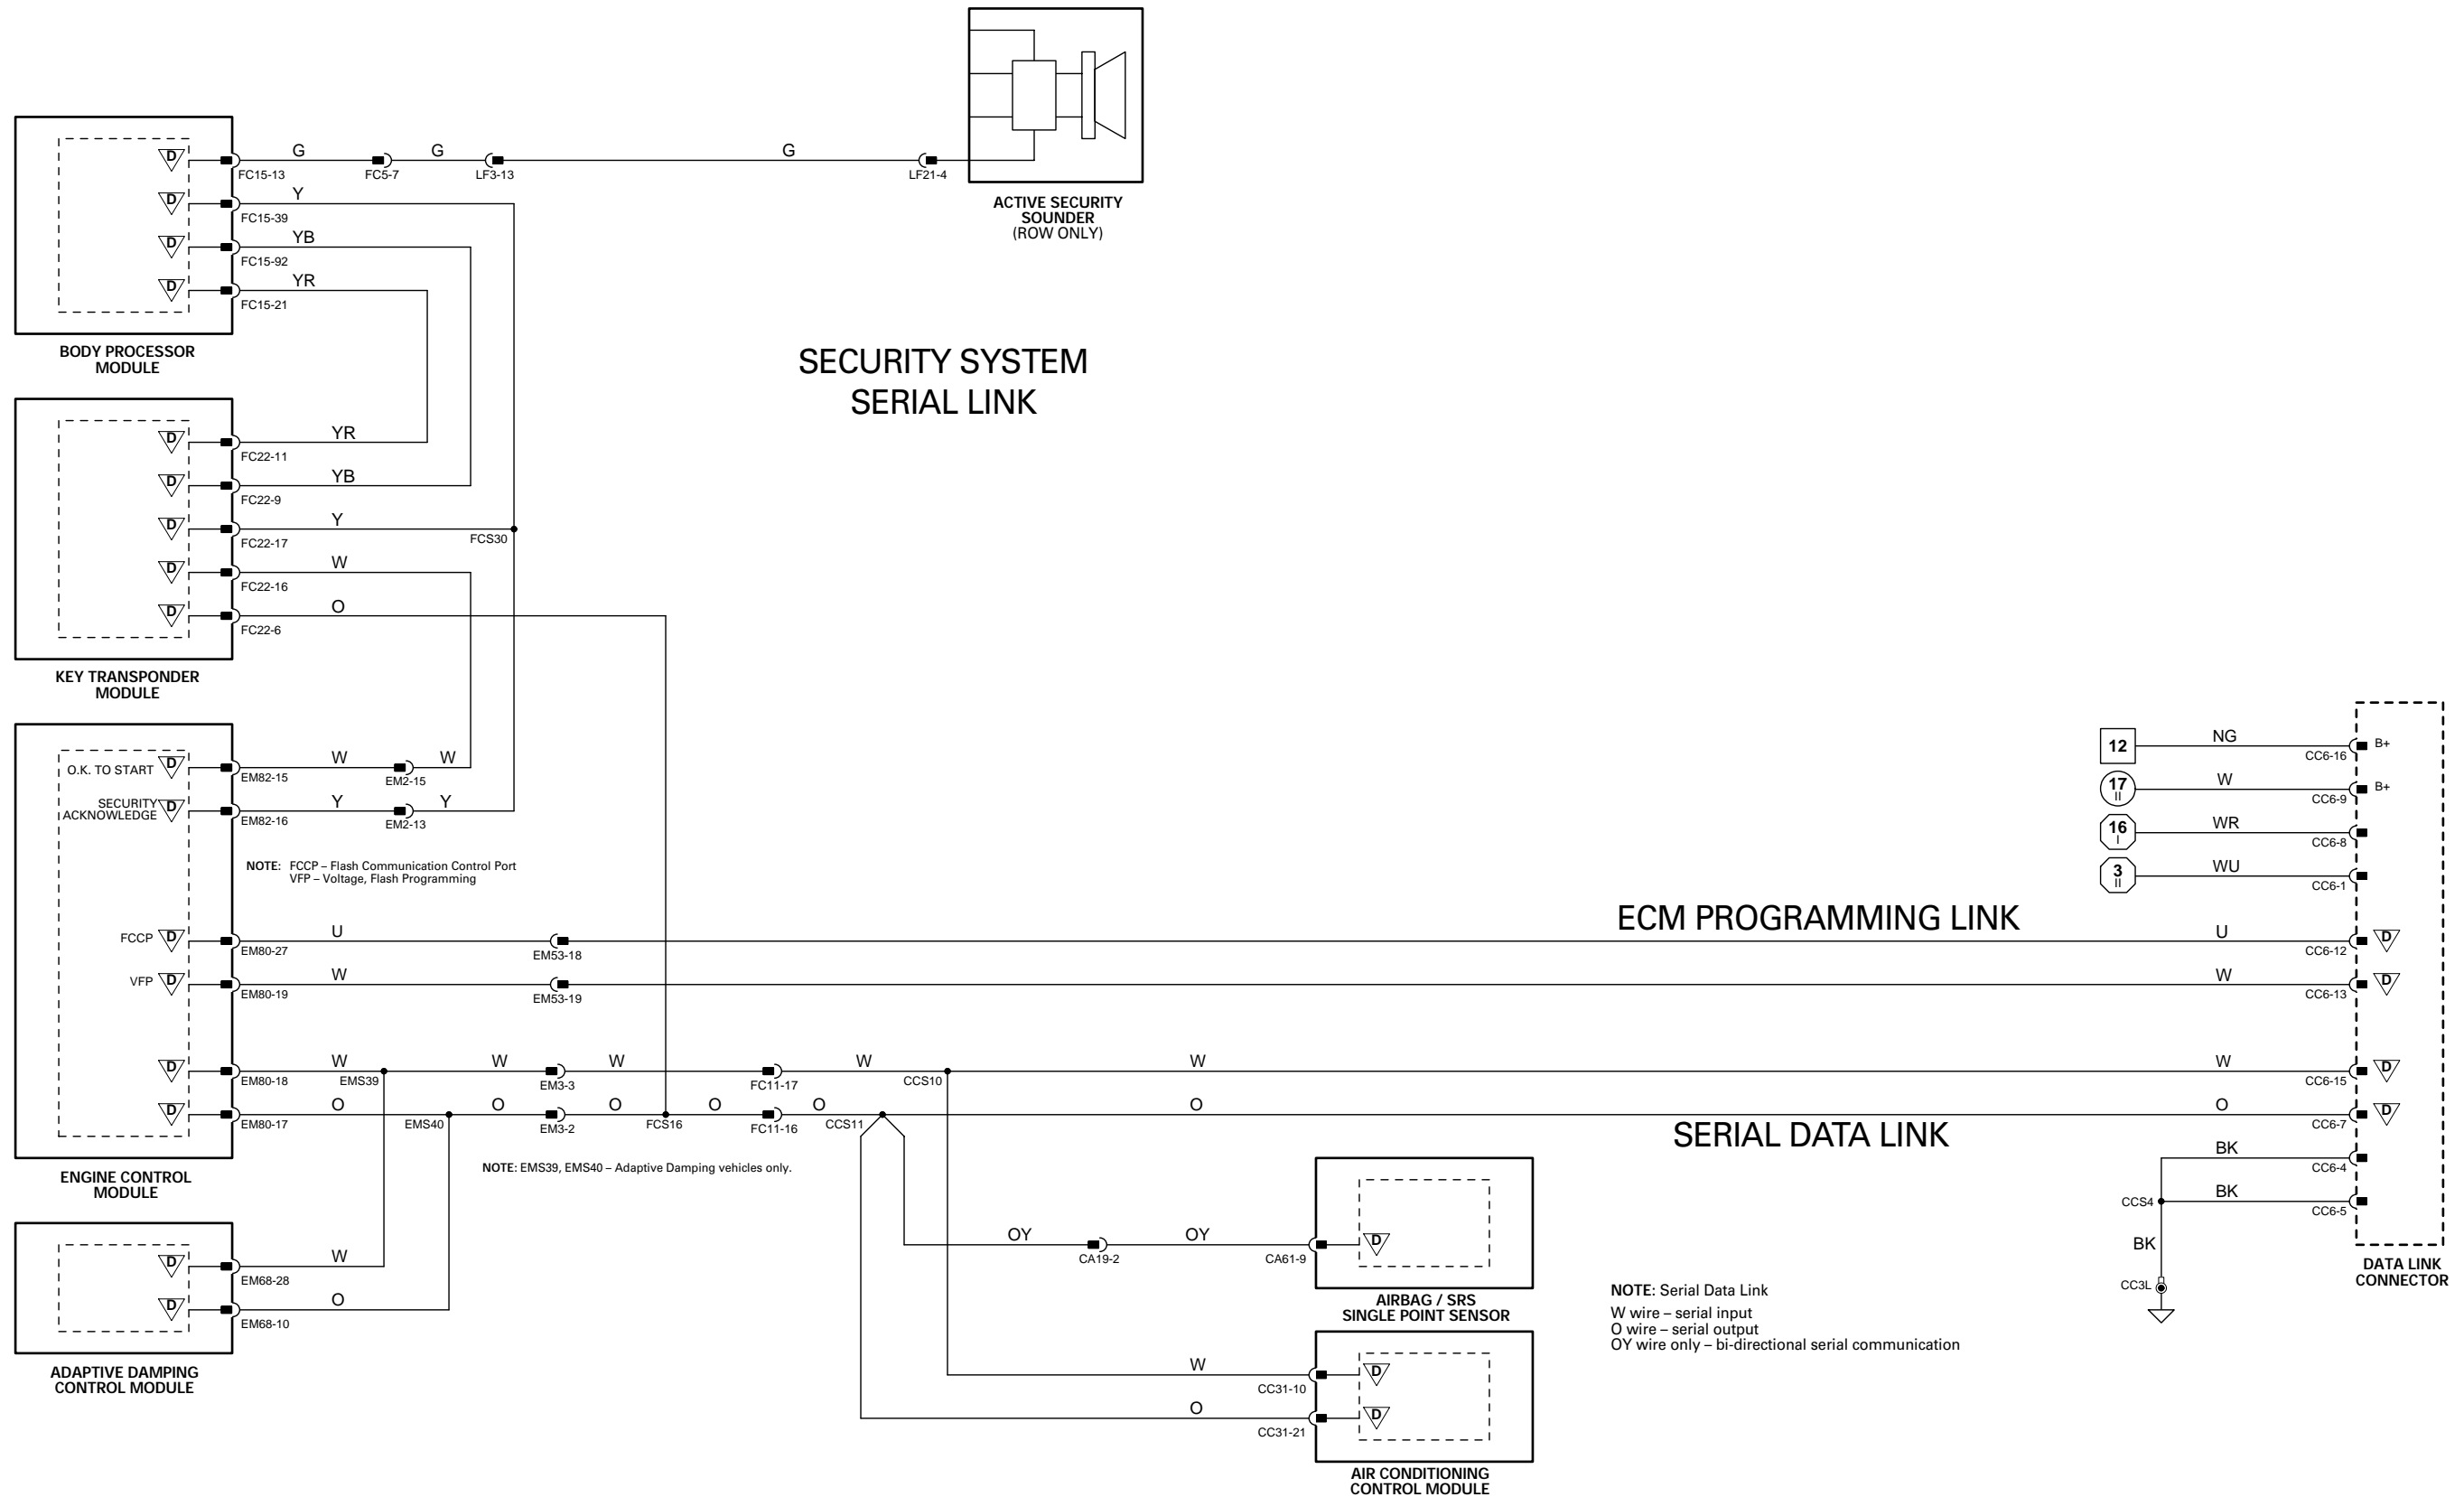 G
G
G
D
FC15-13
FC5-7
LF3-13
LF21-4
Y
D
FC15-39
YB
D
FC15-92
YR
D
FC15-21
ACTIVE SECURITY
SOUNDER
(ROW ONLY)
BODY PROCESSOR
MODULE
SECURITY SYSTEM
SERIAL LINK
YR
D
FC22-11
YB
D
FC22-9
Y
D
FC22-17
FCS30
W
D
FC22-16
O
D
FC22-6
KEY TRANSPONDER
MODULE
O.K. TO START
D
W
W
EM82-15
EM2-15
SECURITY
ACKNOWLEDGE
D
Y
Y
EM82-16
EM2-13
NOTE: FCCP – Flash Communication Control Port
VFP – Voltage, Flash Programming
12
NG
CC6-16
B+
17
II
W
CC6-9
B+
16
I
WR
CC6-8
3
II
WU
CC6-1
ECM PROGRAMMING LINK
FCCP
D
U
EM80-27
EM53-18
U
CC6-12
D
VFP
D
W
EM80-19
EM53-19
W
CC6-13
D
D
W
W
W
W
W
W
EM80-18
EMS39
EM3-3
FC11-17
CCS10
CC6-15
D
D
O
O
O
O
O
O
O
EM80-17
EMS40
EM3-2
FCS16
FC11-16
CCS11
CC6-7
D
SERIAL DATA LINK
NOTE: EMS39, EMS40 – Adaptive Damping vehicles only.
ENGINE CONTROL
MODULE
BK
CC6-4
BK
CCS4
CC6-5
BK
CC3L
DATA LINK
CONNECTOR
OY
OY
CA19-2
CA61-9
D
AIRBAG / SRS
SINGLE POINT SENSOR
D
W
EM68-28
D
O
EM68-10
ADAPTIVE DAMPING
CONTROL MODULE
NOTE: Serial Data Link
W wire – serial input
O wire – serial output
OY wire only – bi-directional serial communication
W
CC31-10
D
O
CC31-21
D
AIR CONDITIONING
CONTROL MODULE